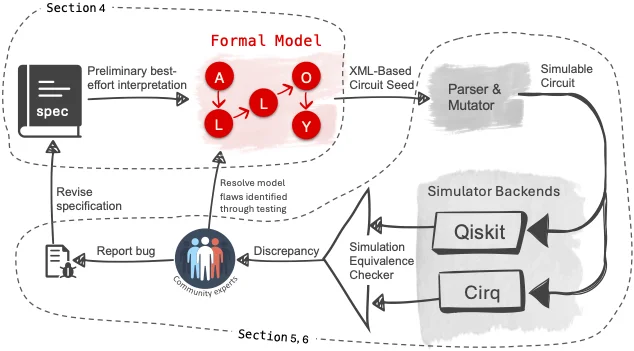 Section 4
Formal Model
spec
Preliminary best-
effort interpretation
A
L
L
O
Y
XML-Based
Circuit Seed
Parser &
Mutator
Simulable
Circuit
Revise
specification
Resolve model
flaws identified
through testing
Simulator Backends
Qiskit
Cirq
Simulation
Equivalence
Checker
Discrepancy
Community experts
Report bug
Section 5, 6